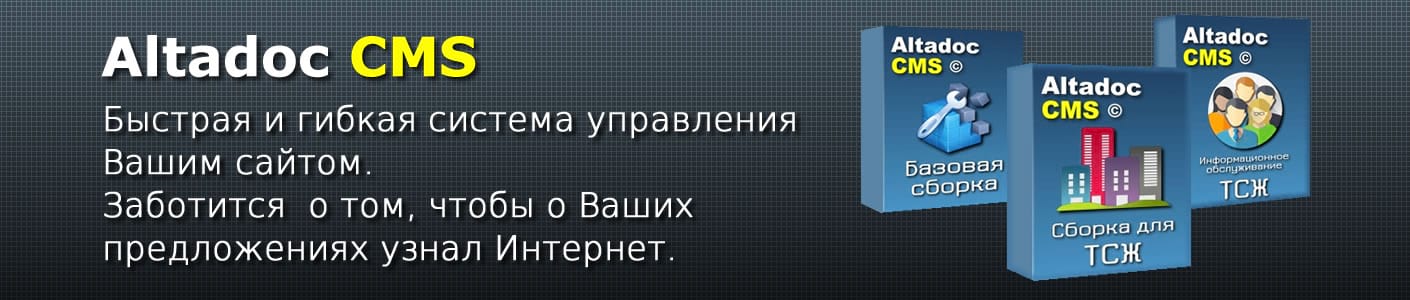 Altadoc CMS
Быстрая и гибкая система управления
Вашим сайтом.
Заботится  о том, чтобы о Ваших
предложениях узнал Интернет.
Altadoc
CMS ©
Базовая
сборка
Altadoc
CMS ©
Сборка для
ТСЖ
Altadoc
CMS ©
Информационное
обслуживание
ТСЖ